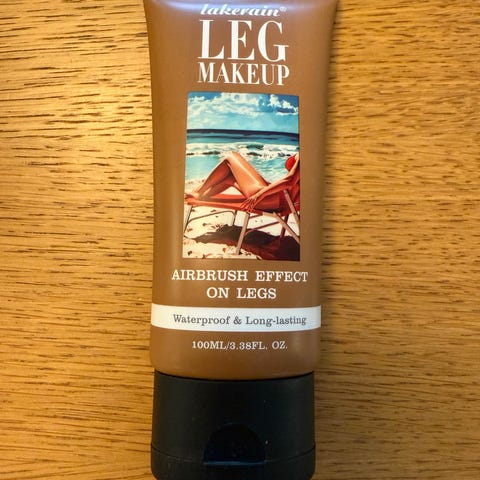 lakerain®
LEG
MAKEUP
AIRBRUSH EFFECT
ON LEGS
Waterproof & Long-lasting
100ML/3.38FL. OZ.